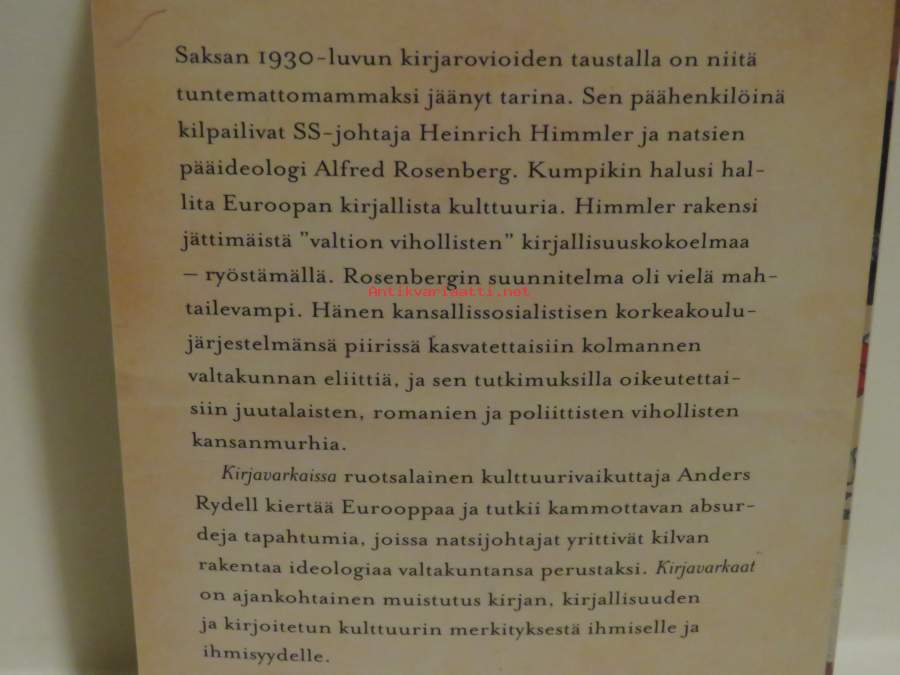 Saksan 1930-luvun kirjarovioiden taustalla on niitä
tuntemattomammaksi jäänyt tarina. Sen päähenkilöinä
kilpailivat SS-johtaja Heinrich Himmler ja natsien
pääideologi Alfred Rosenberg. Kumpikin halusi hal-
lita Euroopan kirjallista kulttuuria. Himmler rakensi
jättimäistä ”valtion vihollisten” kirjallisuuskokoelmaa
– ryöstämällä. Rosenbergin suunnitelma oli vielä mah-
Antikvariaatti.net
tailevampi. Hänen kansallissosialistisen korkeakoulu-
järjestelmänsä piirissä kasvatettaisiin kolmannen
valtakunnan eliittiä, ja sen tutkimuksilla oikeutettai-
siin juutalaisten, romanien ja poliittisten vihollisten
kansanmurhia.
Kirjavarkaissa ruotsalainen kulttuurivaikuttaja Anders
Rydell kiertää Eurooppaa ja tutkii kammottavan absur-
deja tapahtumia, joissa natsijohtajat yrittivät kilvan
rakentaa ideologiaa valtakuntansa perustaksi. Kirjavarkaat
on ajankohtainen muistutus kirjan, kirjallisuuden
ja kirjoitetun kulttuurin merkityksestä ihmiselle ja
ihmisyydelle.